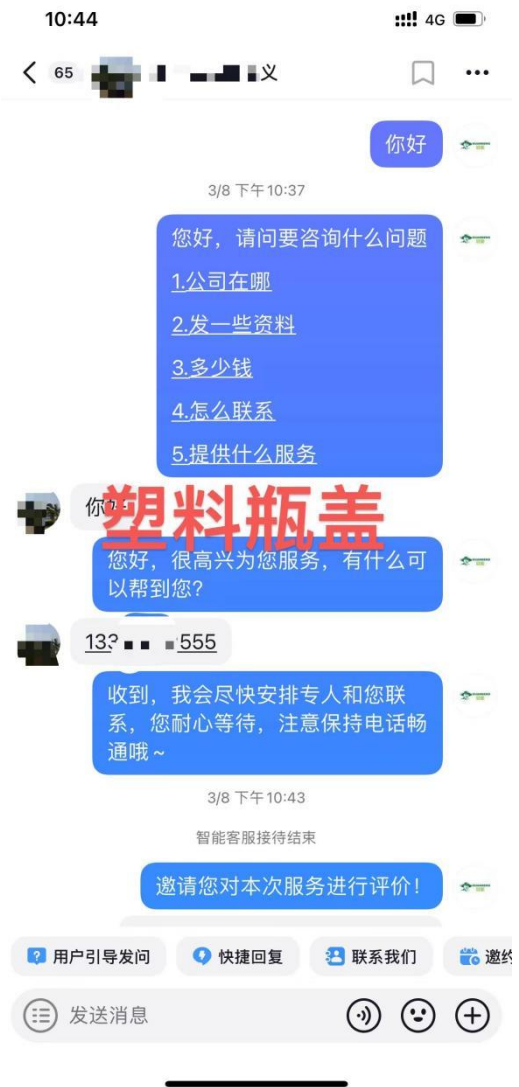 10:44
4G
65
义
你好
3/8 下午10:37
您好，请问要咨询什么问题
1.公司在哪
2.发一些资料
3.多少钱
4.怎么联系
5.提供什么服务
你好
塑料瓶盖
您好，很高兴为您服务，有什么可
以帮到您?
133
555
收到，我会尽快安排专人和您联
系，您耐心等待，注意保持电话畅
通哦~
3/8 下午10:43
智能客服接待结束
邀请您对本次服务进行评价！
用户引导发问
快捷回复
联系我们
邀约
发送消息